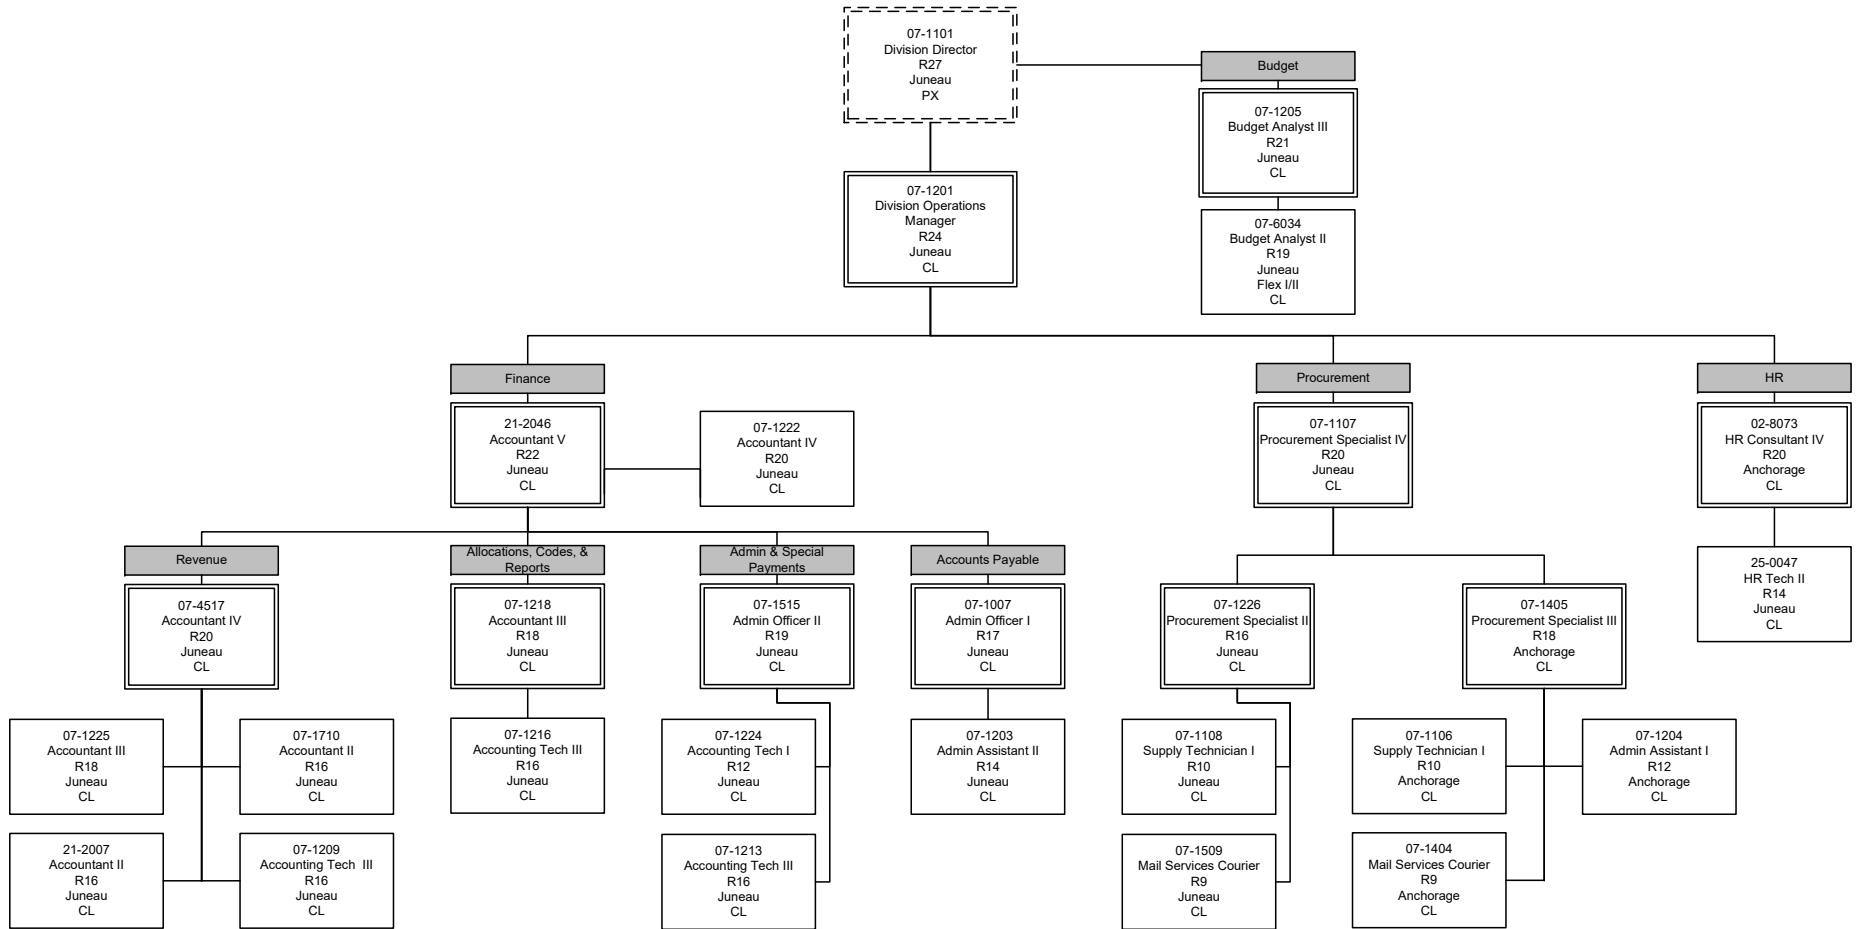 07-1101
Division Director
R27
Juneau
PX
Budget
07-1205
Budget Analyst III
R21
Juneau
CL
07-6034
Budget Analyst II
R19
Juneau
Flex I/II
CL
07-1201
Division Operations
Manager
R24
Juneau
CL
Finance
21-2046
Accountant V
R22
Juneau
CL
07-1222
Accountant IV
R20
Juneau
CL
Procurement
07-1107
Procurement Specialist IV
R20
Juneau
CL
HR
02-8073
HR Consultant IV
R20
Anchorage
CL
25-0047
HR Tech II
R14
Juneau
CL
Revenue
07-4517
Accountant IV
R20
Juneau
CL
Allocations, Codes, &
Reports
07-1218
Accountant III
R18
Juneau
CL
Admin & Special
Payments
07-1515
Admin Officer II
R19
Juneau
CL
Accounts Payable
07-1007
Admin Officer I
R17
Juneau
CL
07-1226
Procurement Specialist II
R16
Juneau
CL
07-1405
Procurement Specialist III
R18
Anchorage
CL
07-1225
Accountant III
R18
Juneau
CL
07-1710
Accountant II
R16
Juneau
CL
07-1216
Accounting Tech III
R16
Juneau
CL
07-1224
Accounting Tech I
R12
Juneau
CL
07-1203
Admin Assistant II
R14
Juneau
CL
07-1108
Supply Technician I
R10
Juneau
CL
07-1106
Supply Technician I
R10
Anchorage
CL
07-1204
Admin Assistant I
R12
Anchorage
CL
21-2007
Accountant II
R16
Juneau
CL
07-1209
Accounting Tech III
R16
Juneau
CL
07-1213
Accounting Tech III
R16
Juneau
CL
07-1509
Mail Services Courier
R9
Juneau
CL
07-1404
Mail Services Courier
R9
Anchorage
CL